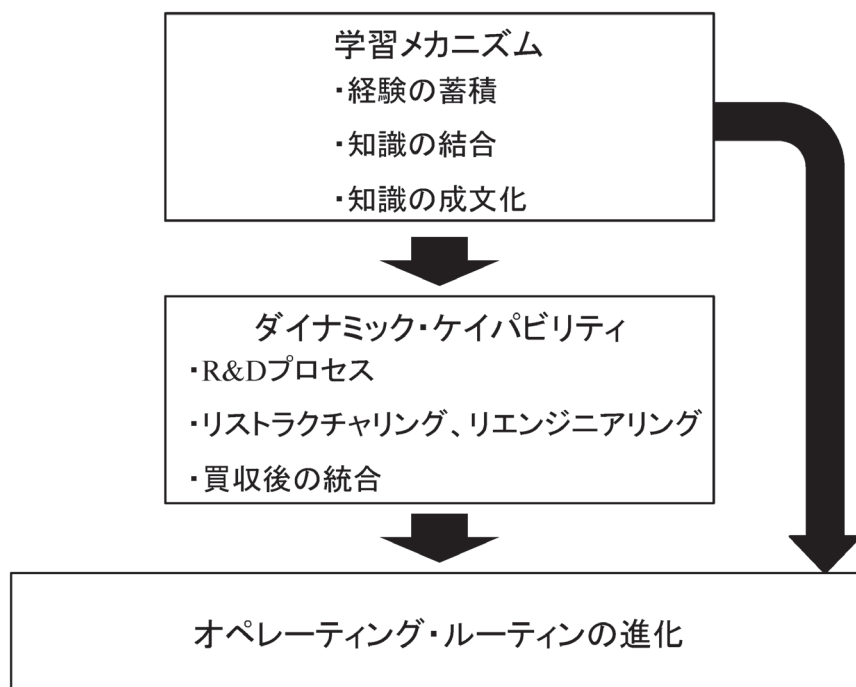 学習メカニズム
・経験の蓄積
・知識の結合
・知識の成文化
ダイナミック・ケイパビリティ
・R&Dプロセス
・リストラクチャリング、リエンジニアリング
・買収後の統合
オペレーティング・ルーティンの進化